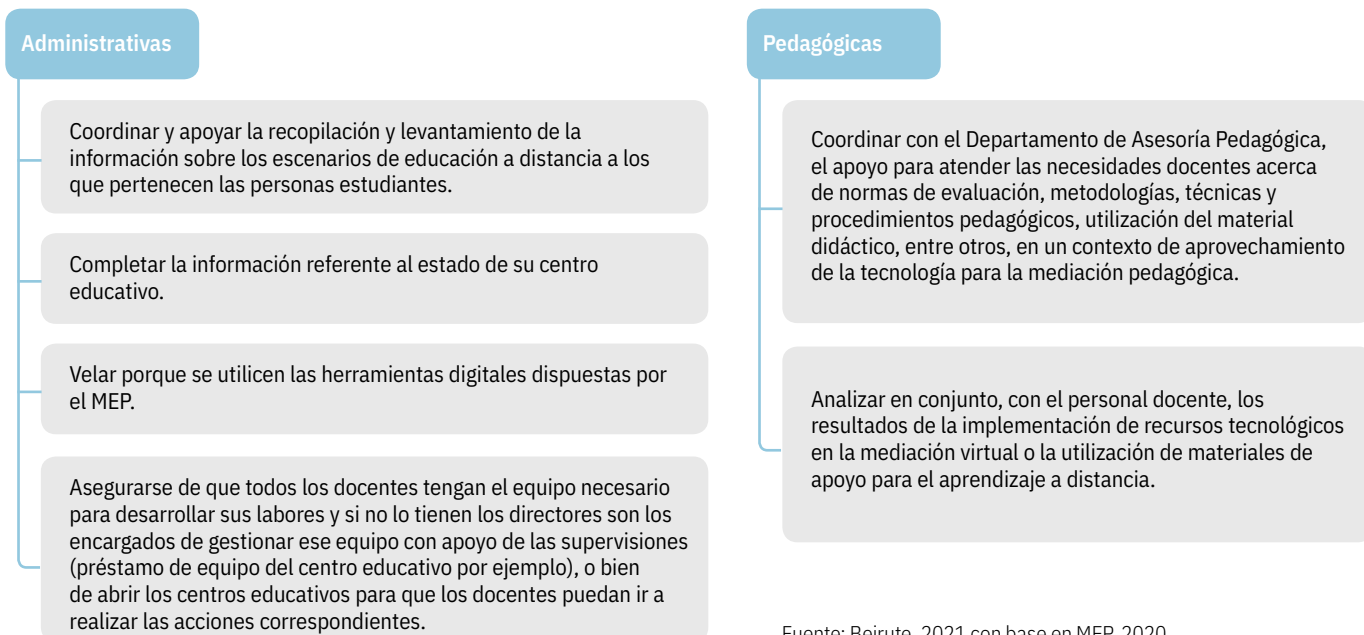 Administrativas
Coordinar y apoyar la recopilación y levantamiento de la
información sobre los escenarios de educación a distancia a los
que pertenecen las personas estudiantes.
Completar la información referente al estado de su centro
educativo.
Velar porque se utilicen las herramientas digitales dispuestas por
el MEP.
Asegurarse de que todos los docentes tengan el equipo necesario
para desarrollar sus labores y si no lo tienen los directores son los
encargados de gestionar ese equipo con apoyo de las supervisiones
(préstamo de equipo del centro educativo por ejemplo), o bien
de abrir los centros educativos para que los docentes puedan ir a
realizar las acciones correspondientes.
Pedagógicas
Coordinar con el Departamento de Asesoría Pedagógica,
el apoyo para atender las necesidades docentes acerca
de normas de evaluación, metodologías, técnicas y
procedimientos pedagógicos, utilización del material
didáctico, entre otros, en un contexto de aprovechamiento
de la tecnología para la mediación pedagógica.
Analizar en conjunto, con el personal docente, los
resultados de la implementación de recursos tecnológicos
en la mediación virtual o la utilización de materiales de
apoyo para el aprendizaje a distancia.
Fuente: Beirute, 2021 con base en MEP, 2020